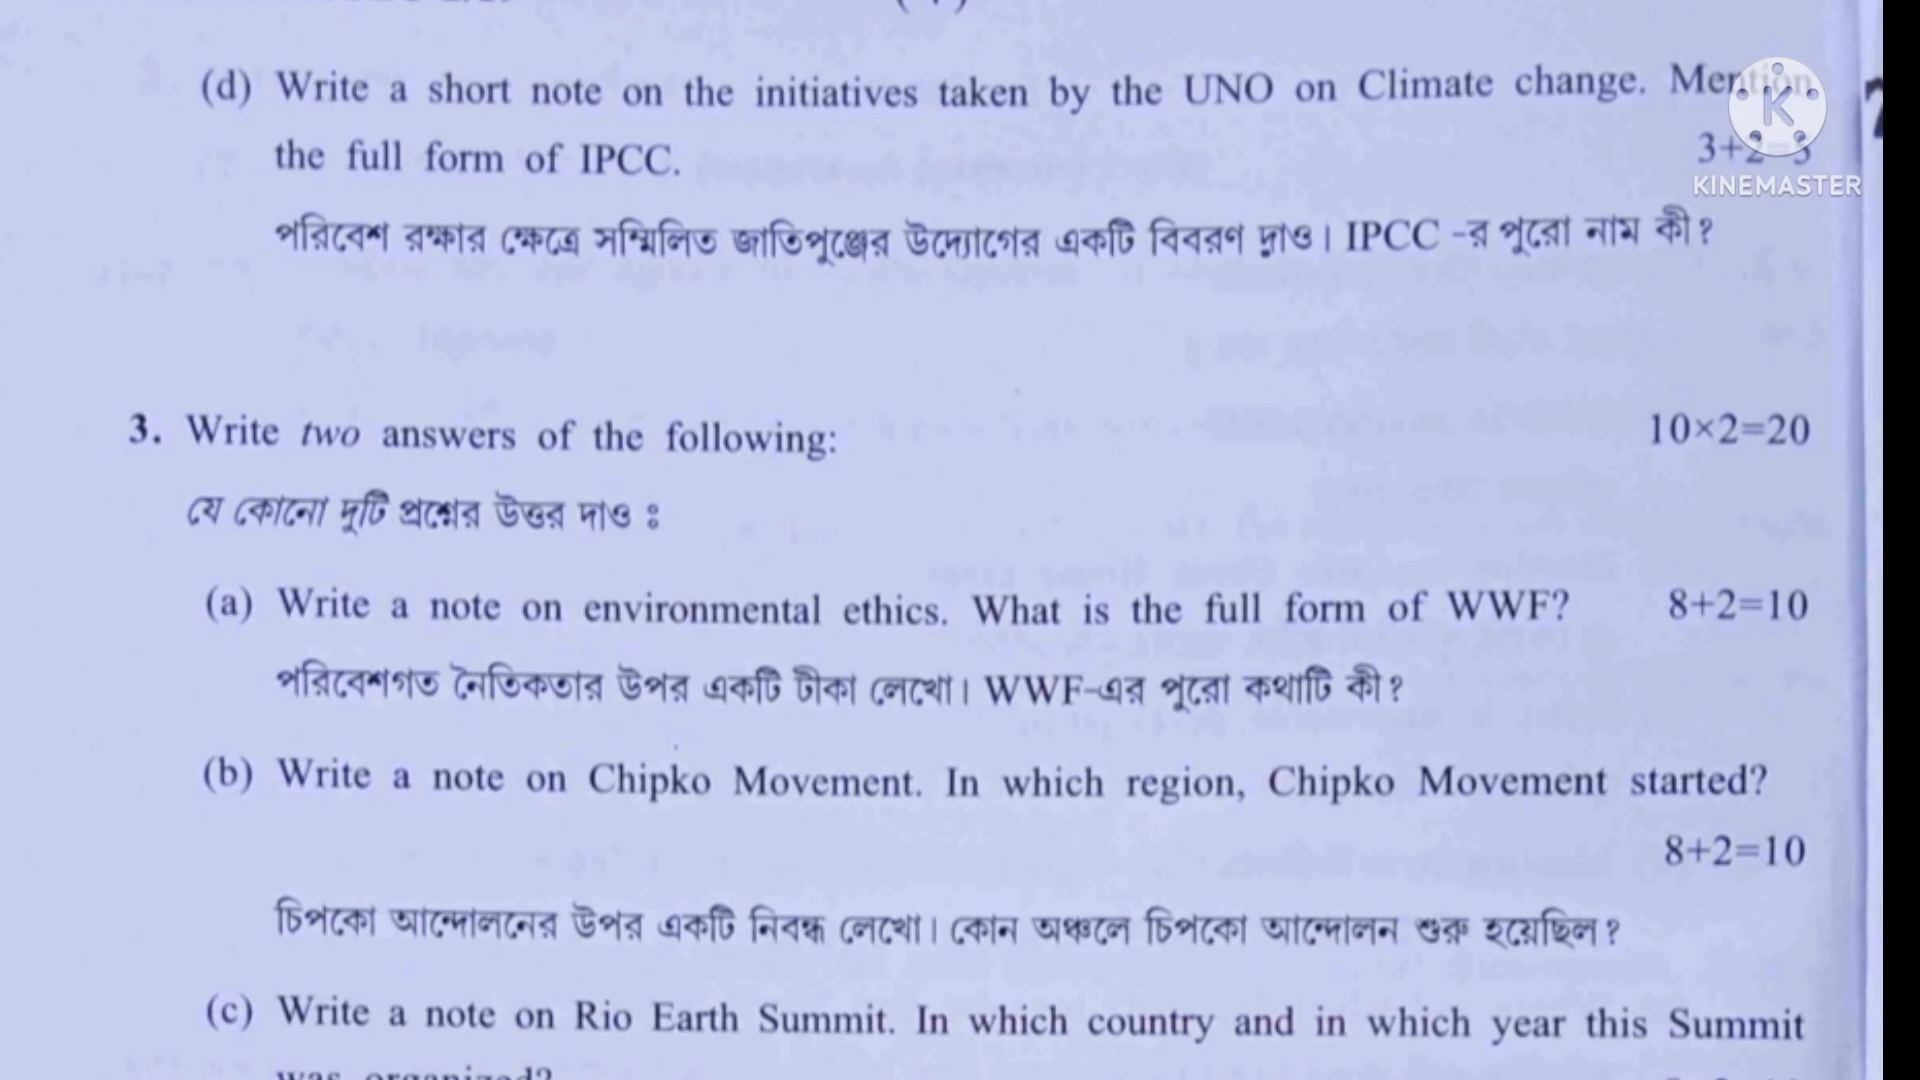 (d) Write a short note on the initiatives taken by the UNO on Climate change. Mention
the full form of IPCC. 3+2=3
KINEMASTER
পরিবেশ রক্ষার ক্ষেত্রে সম্মিলিত জাতিপুঞ্জের উদ্যোগের একটি বিবরণ দাও। IPCC -র পুরো নাম কী?
3. Write two answers of the following: 10×2=20
যে কোনো দুটি প্রশ্নের উত্তর দাও ঃ
(a) Write a note on environmental ethics. What is the full form of WWF? 8+2=10
পরিবেশগত নৈতিকতার উপর একটি টীকা লেখো। WWF-এর পুরো কথাটি কী?
(b) Write a note on Chipko Movement. In which region, Chipko Movement started?
8+2=10
চিপকো আন্দোলনের উপর একটি নিবন্ধ লেখো। কোন অঞ্চলে চিপকো আন্দোলন শুরু হয়েছিল?
(c) Write a note on Rio Earth Summit. In which country and in which year this Summit
was organized?